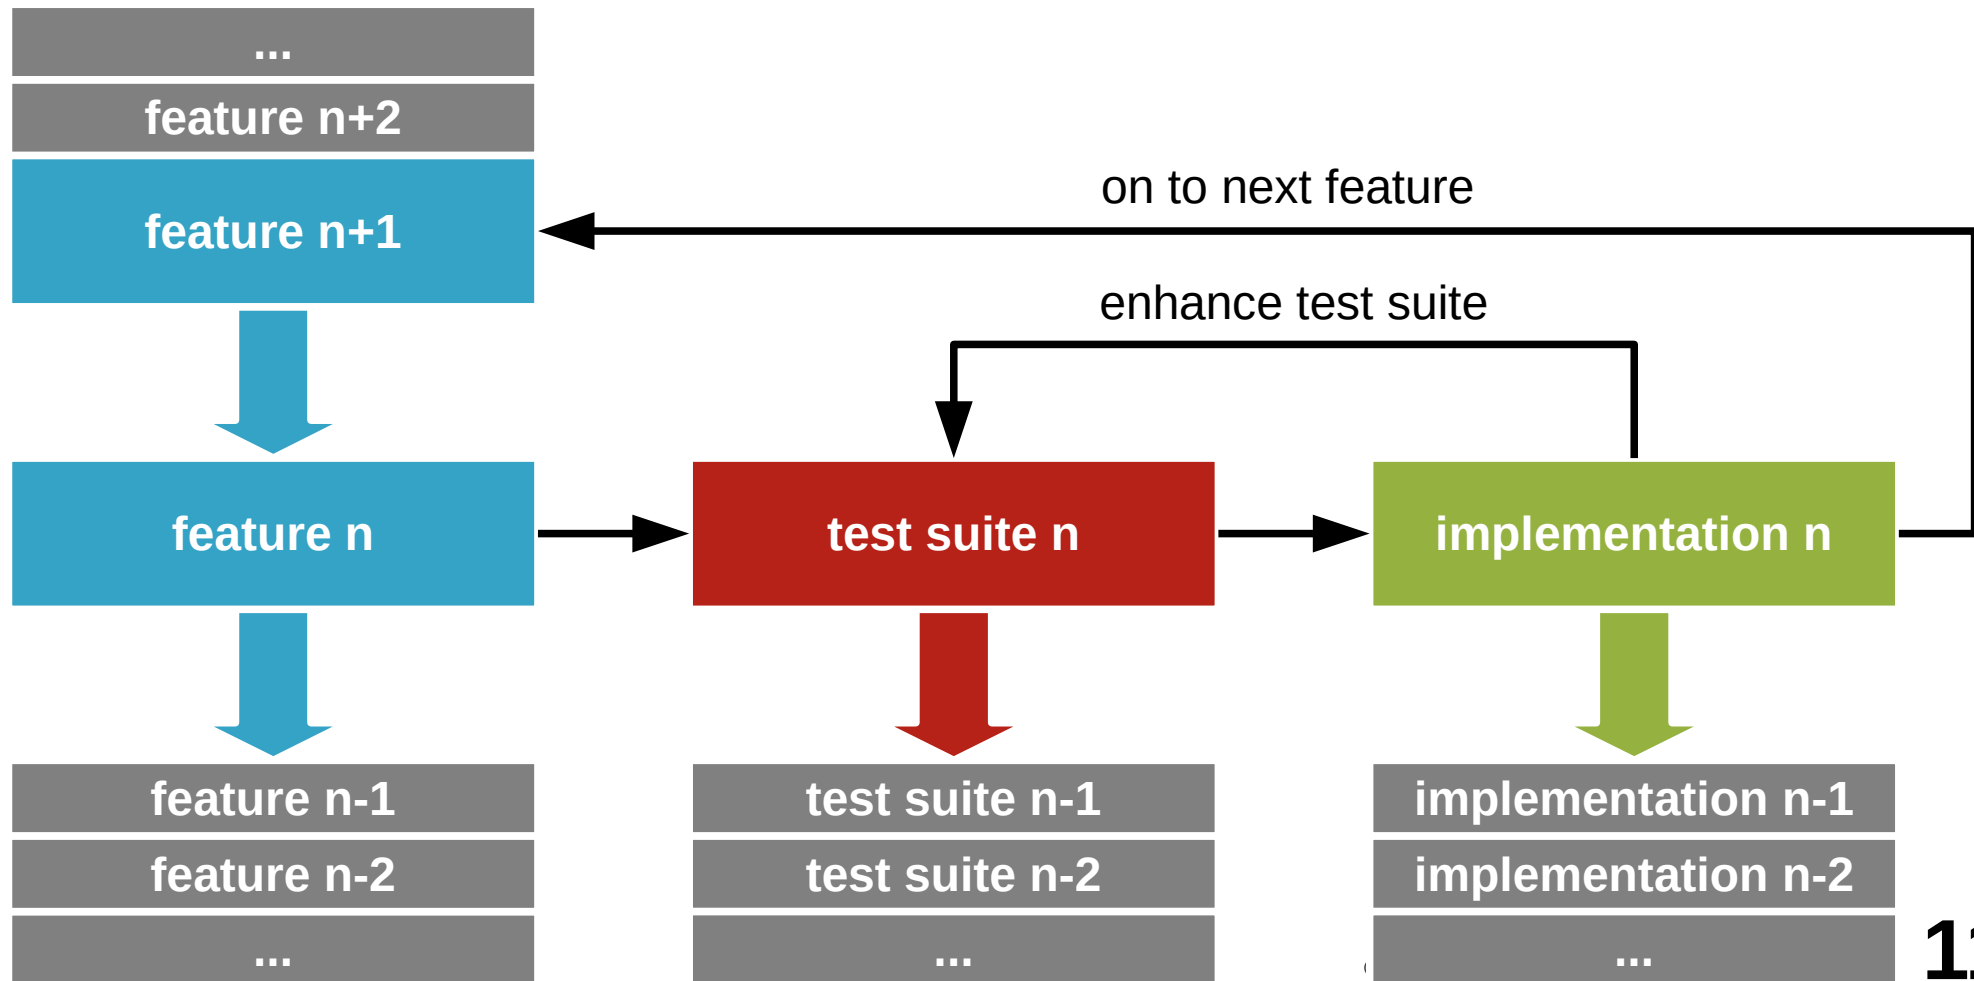 ...
feature n+2
feature n+1
on to next feature
enhance test suite
feature n
test suite n
implementation n
feature n-1
test suite n-1
implementation n-1
feature n-2
test suite n-2
implementation n-2
...
...
...